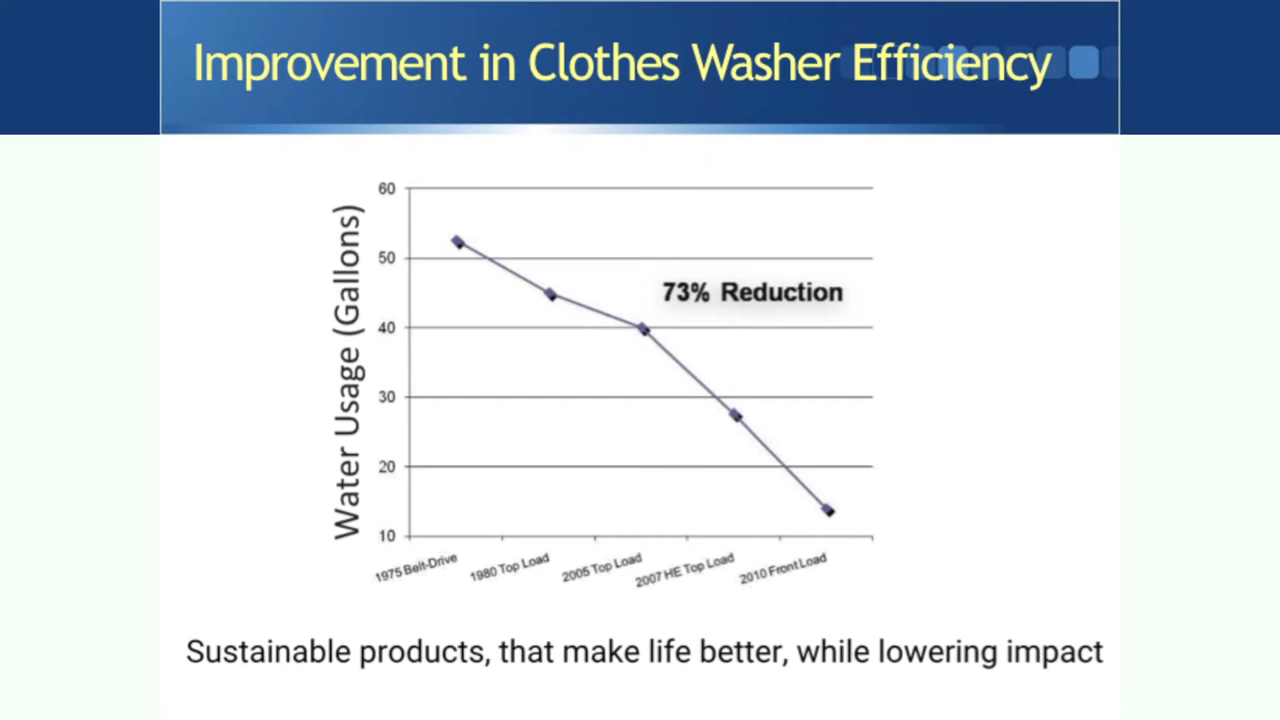 Improvement in Clothes Washer Efficiency
Water Usage (Gallons)
60
50
40
30
20
10
73% Reduction
1975 Belt-Drive
1980 Top Load
2005 Top Load
2007 HE Top Load
2010 Front Load
Sustainable products, that make life better, while lowering impact